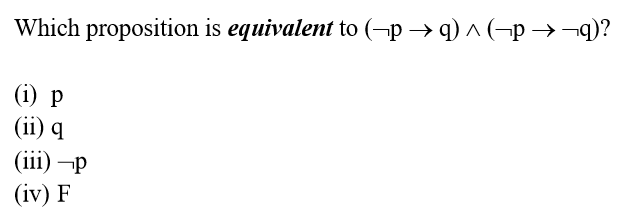 Which proposition is equivalent to (¬p → q) ∧ (¬p → ¬q)?
(i) p
(ii) q
(iii) ¬p
(iv) F